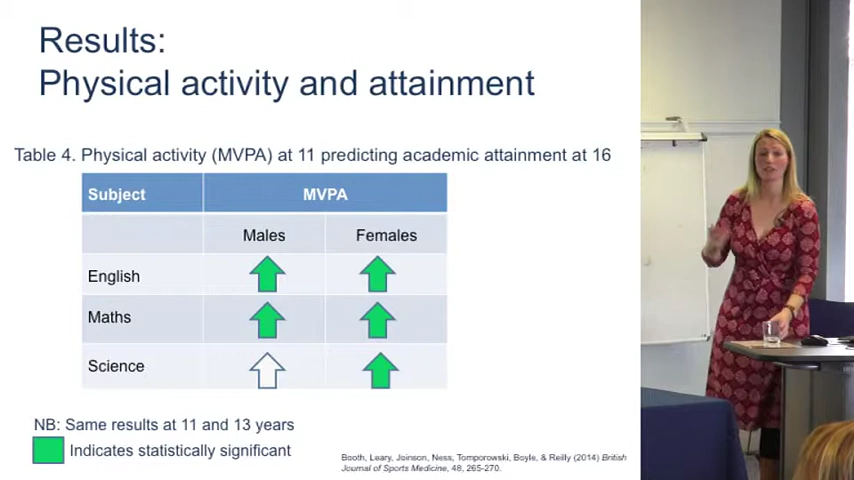 Results:
Physical activity and attainment
Table 4. Physical activity (MVPA) at 11 predicting academic attainment at 16
Subject MVPA
Males Females
English
Maths
Science
NB: Same results at 11 and 13 years
Indicates statistically significant
Booth, Leary, Joinson, Ness, Tomporowski, Boyle, & Reilly (2014) British
Journal of Sports Medicine, 48, 265-270.